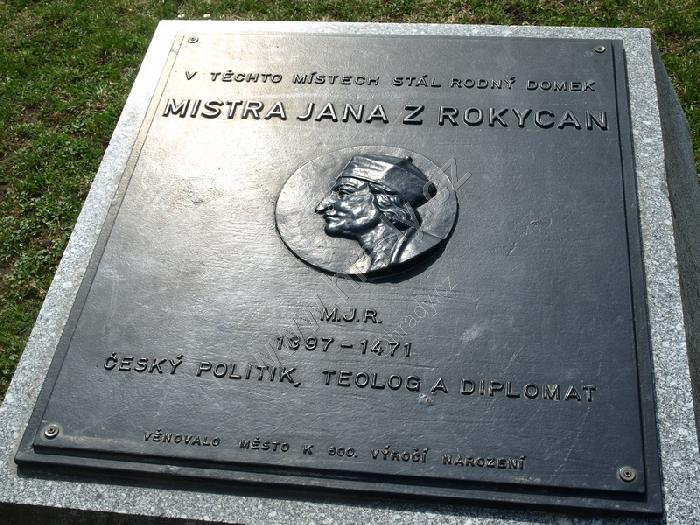 V TĚCHTO MÍSTECH STÁL RODNÝ DOMEK
MISTRA JANA Z ROKYCAN
M.J.R.
1397-1471
ČESKÝ POLITIK, TEOLOG A DIPLOMAT
VĚNOVALO MĚSTO K 600. VÝROČÍ NAROZENÍ